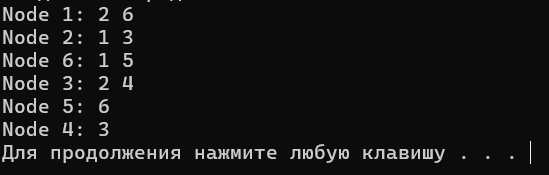 Node 1: 2 6
Node 2: 1 3
Node 6: 1 5
Node 3: 2 4
Node 5: 6
Node 4: 3
Для продолжения нажмите любую клавишу . . .